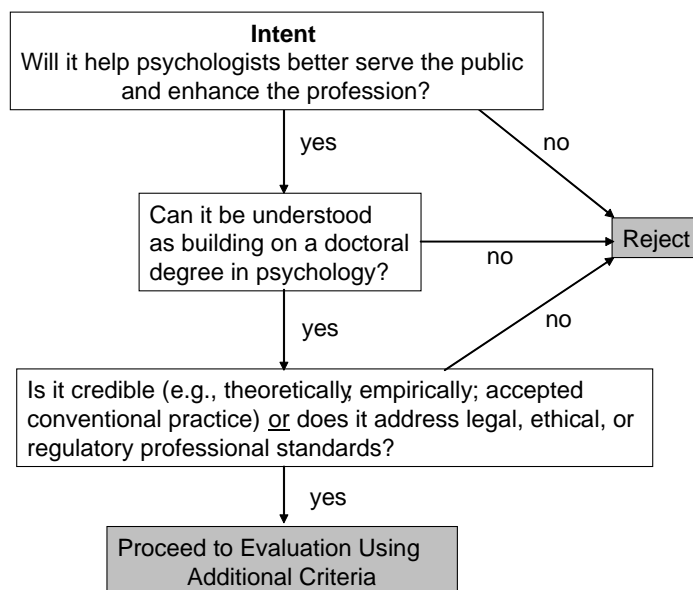 Intent
Will it help psychologists better serve the public
and enhance the profession?
yes
no
Can it be understood
as building on a doctoral
degree in psychology?
no
Reject
yes
no
Is it credible (e.g., theoretically, empirically; accepted
conventional practice) or does it address legal, ethical, or
regulatory professional standards?
yes
Proceed to Evaluation Using
Additional Criteria